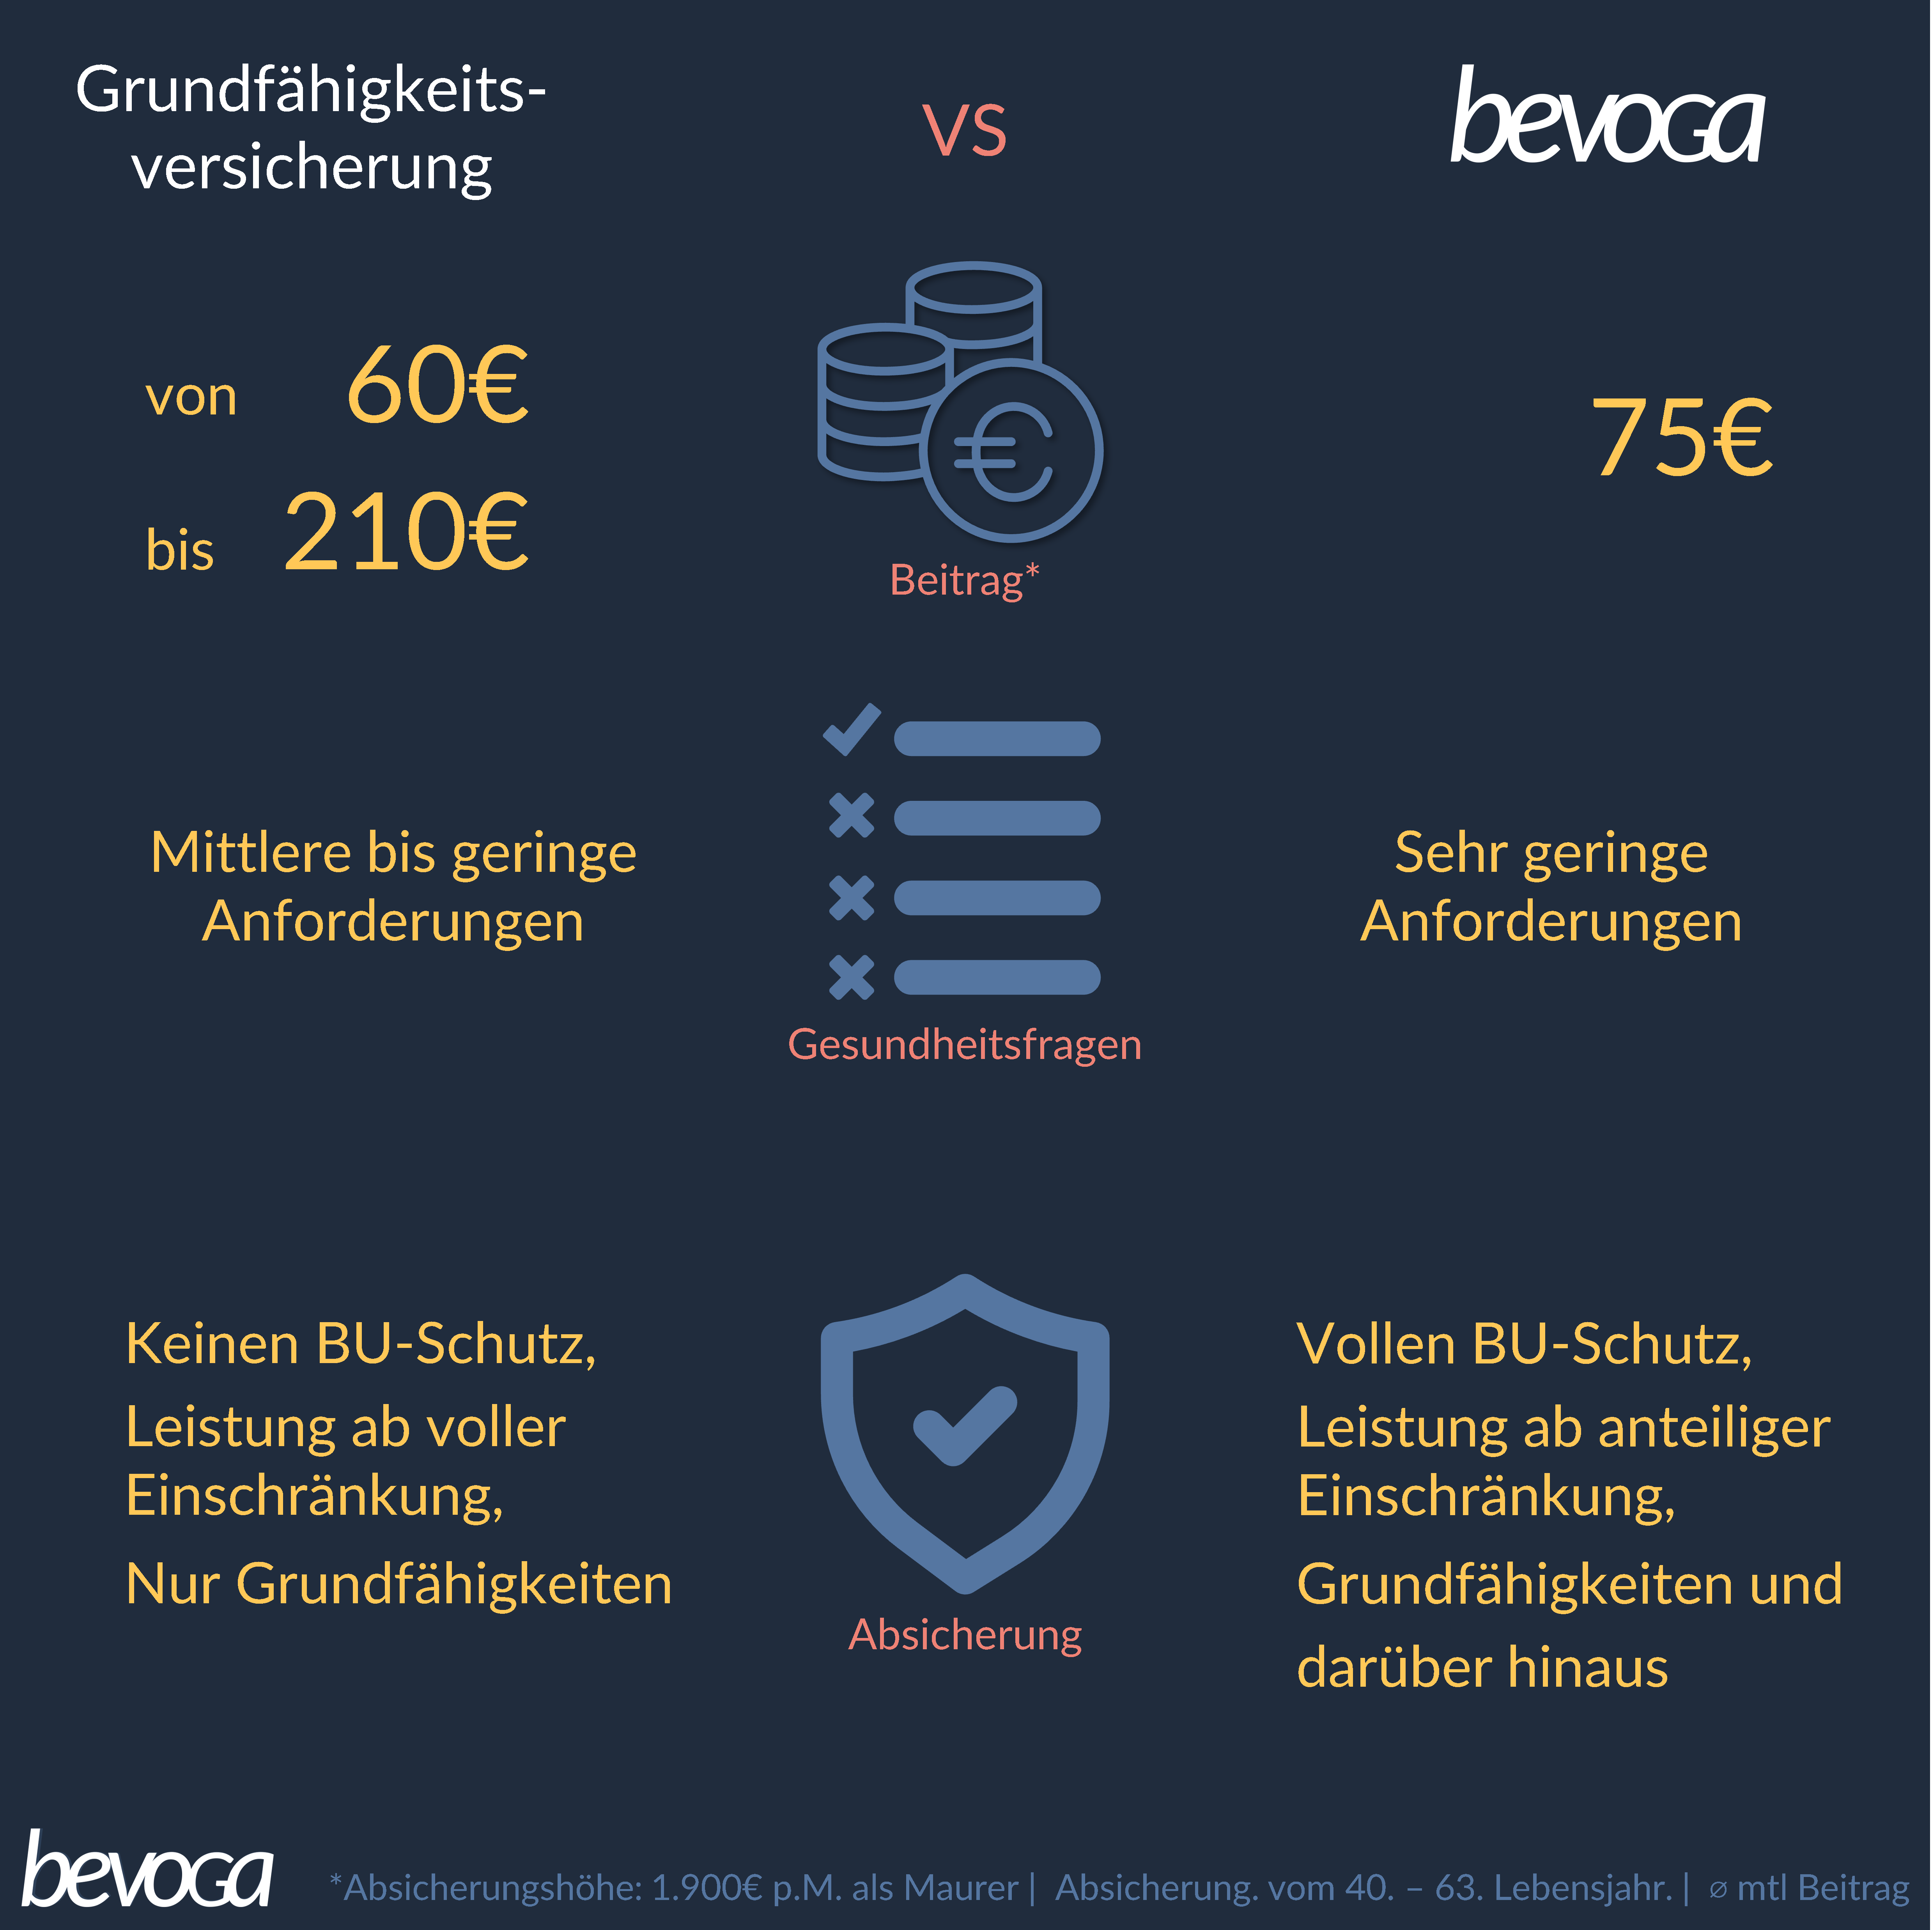 Grundfähigkeits-
versicherung
vs
bevoGa
von 60€
bis 210€
75€
Beitrag*
Mittlere bis geringe
Anforderungen
Sehr geringe
Anforderungen
Gesundheitsfragen
Keinen BU-Schutz,
Leistung ab voller
Einschränkung,
Nur Grundfähigkeiten
Vollen BU-Schutz,
Leistung ab anteiliger
Einschränkung,
Grundfähigkeiten und
darüber hinaus
Absicherung
bevoGa
*Absicherungshöhe: 1.900€ p.M. als Maurer | Absicherung. vom 40. – 63. Lebensjahr. | ⌀ mtl Beitrag